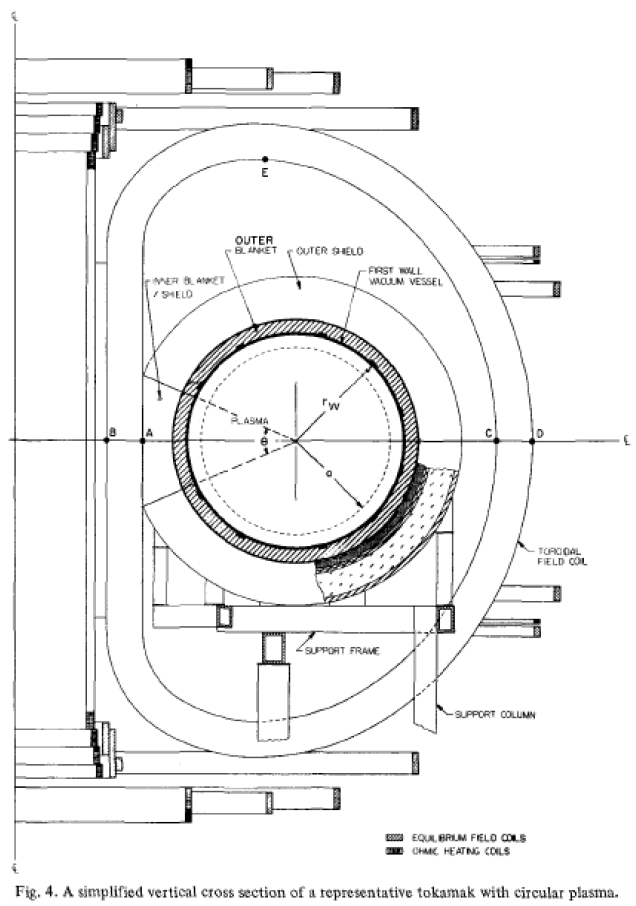 ℄
E
OUTER
BLANKET
OUTER SHIELD
FIRST WALL
VACUUM VESSEL
INNER BLANKET
/ SHIELD
r_W
PLASMA
θ
B
A
C
D
℄
a
TOROIDAL
FIELD COIL
SUPPORT FRAME
SUPPORT COLUMN
EQUILIBRIUM FIELD COILS
OHMIC HEATING COILS
℄
Fig. 4. A simplified vertical cross section of a representative tokamak with circular plasma.